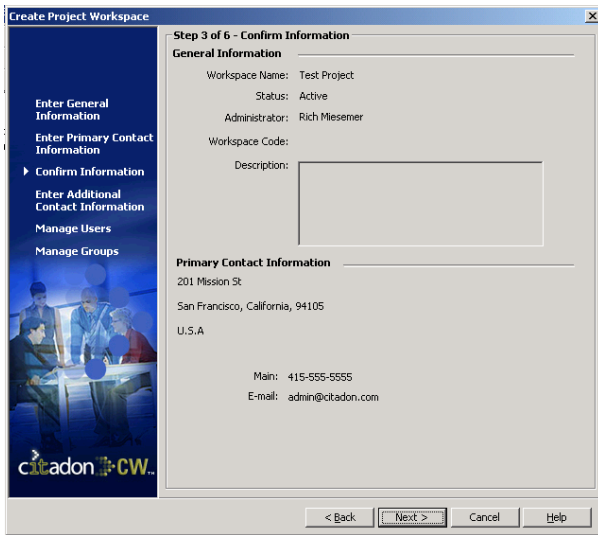 Create Project Workspace
Step 3 of 6 - Confirm Information
General Information
Workspace Name: Test Project
Status: Active
Administrator: Rich Miesemer
Workspace Code:
Description:
Enter General
Information
Enter Primary Contact
Information
Confirm Information
Enter Additional
Contact Information
Manage Users
Manage Groups
Primary Contact Information
201 Mission St
San Francisco, California, 94105
U.S.A
Main: 415-555-5555
E-mail: admin@citadon.com
citadon CW™
< Back
Next >
Cancel
Help